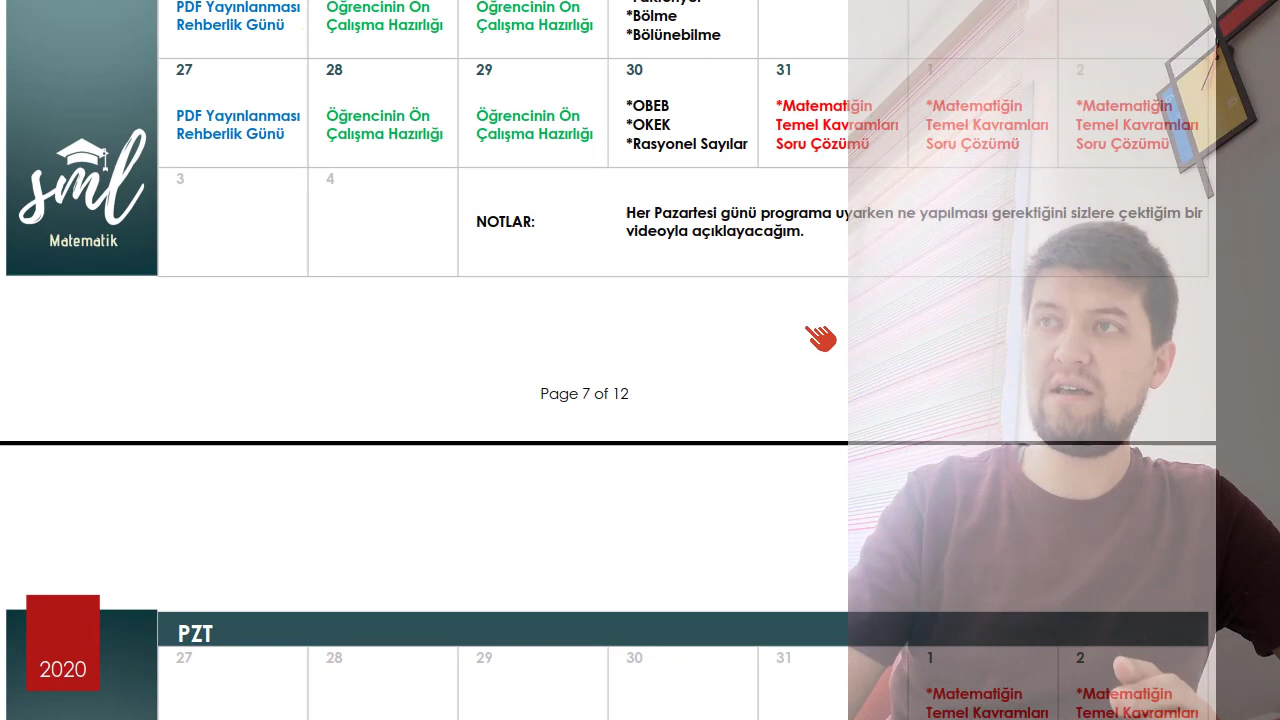 PDF Yayınlanması
Rehberlik Günü
Öğrencinin Ön
Çalışma Hazırlığı
Öğrencinin Ön
Çalışma Hazırlığı
*Bölme
*Bölünebilme
27
28
29
30
31
1
2
PDF Yayınlanması
Rehberlik Günü
Öğrencinin Ön
Çalışma Hazırlığı
Öğrencinin Ön
Çalışma Hazırlığı
*OBEB
*OKEK
*Rasyonel Sayılar
*Matematiğin
Temel Kavramları
Soru Çözümü
*Matematiğin
Temel Kavramları
Soru Çözümü
*Matematiğin
Temel Kavramları
Soru Çözümü
sml
Matematik
3
4
NOTLAR:
Her Pazartesi günü programa uyarken ne yapılması gerektiğini sizlere çektiğim bir
videoyla açıklayacağım.
Page 7 of 12
2020
PZT
27
28
29
30
31
1
2
*Matematiğin
Temel Kavramları
*Matematiğin
Temel Kavramları